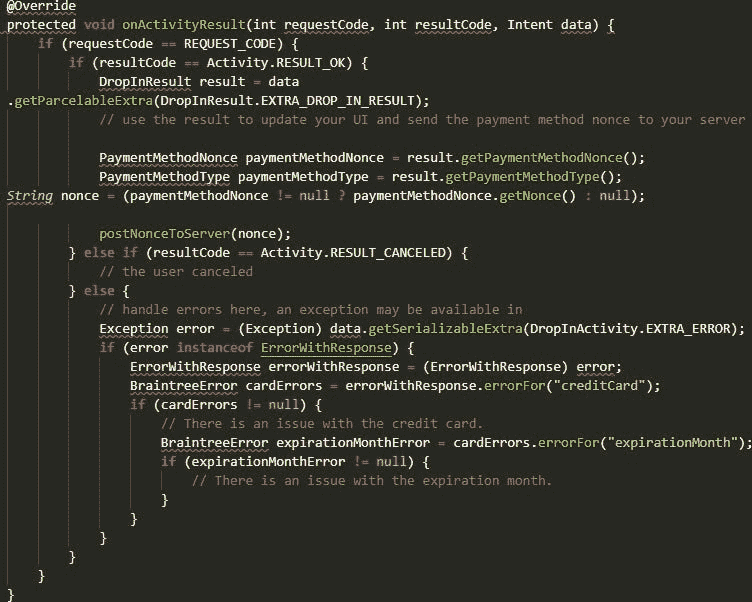 @Override
protected void onActivityResult(int requestCode, int resultCode, Intent data) {
    if (requestCode == REQUEST_CODE) {
        if (resultCode == Activity.RESULT_OK) {
            DropInResult result = data
.getParcelableExtra(DropInResult.EXTRA_DROP_IN_RESULT);
            // use the result to update your UI and send the payment method nonce to your server

            PaymentMethodNonce paymentMethodNonce = result.getPaymentMethodNonce();
            PaymentMethodType paymentMethodType = result.getPaymentMethodType();
String nonce = (paymentMethodNonce != null ? paymentMethodNonce.getNonce() : null);

            postNonceToServer(nonce);
        } else if (resultCode == Activity.RESULT_CANCELED) {
            // the user canceled
        } else {
            // handle errors here, an exception may be available in
            Exception error = (Exception) data.getSerializableExtra(DropInActivity.EXTRA_ERROR);
            if (error instanceof ErrorWithResponse) {
                ErrorWithResponse errorWithResponse = (ErrorWithResponse) error;
                BraintreeError cardErrors = errorWithResponse.errorFor("creditCard");
                if (cardErrors != null) {
                    // There is an issue with the credit card.
                    BraintreeError expirationMonthError = cardErrors.errorFor("expirationMonth");
                    if (expirationMonthError != null) {
                        // There is an issue with the expiration month.
                    }
                }
            }
        }
    }
}